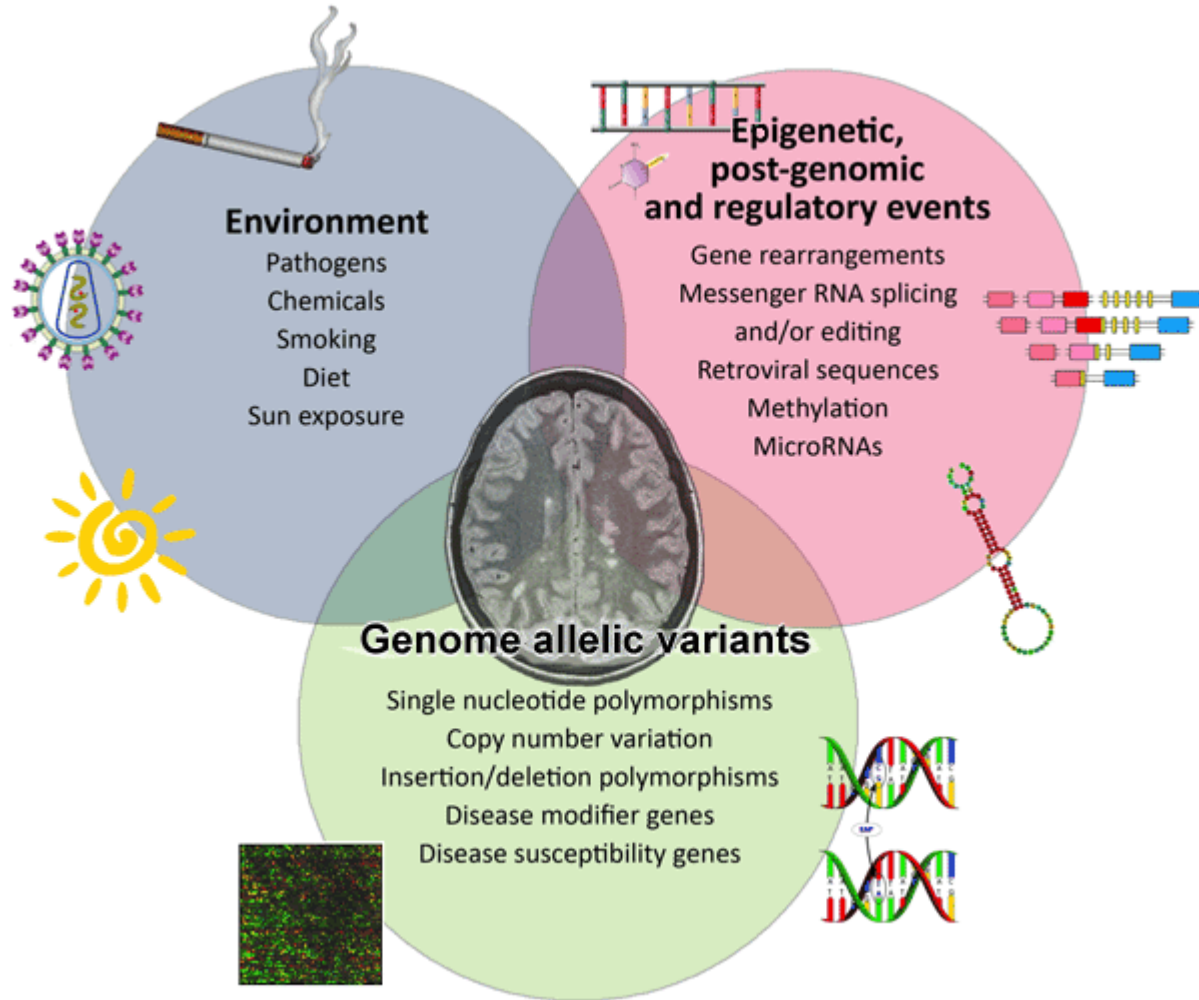 Environment
Pathogens
Chemicals
Smoking
Diet
Sun exposure
Epigenetic,
post-genomic
and regulatory events
Gene rearrangements
Messenger RNA splicing
and/or editing
Retroviral sequences
Methylation
MicroRNAs
Genome allelic variants
Single nucleotide polymorphisms
Copy number variation
Insertion/deletion polymorphisms
Disease modifier genes
Disease susceptibility genes
SNP